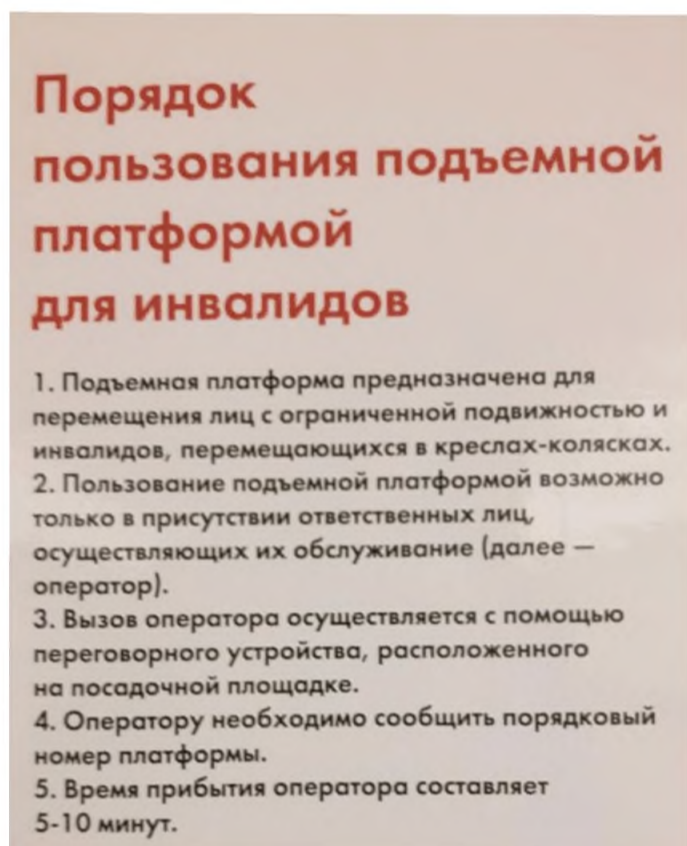 Порядок
пользования подъемной
платформой
для инвалидов
1. Подъемная платформа предназначена для
перемещения лиц с ограниченной подвижностью и
инвалидов, перемещающихся в креслах-колясках.
2. Пользование подъемной платформой возможно
только в присутствии ответственных лиц,
осуществляющих их обслуживание (далее —
оператор).
3. Вызов оператора осуществляется с помощью
переговорного устройства, расположенного
на посадочной площадке.
4. Оператору необходимо сообщить порядковый
номер платформы.
5. Время прибытия оператора составляет
5-10 минут.